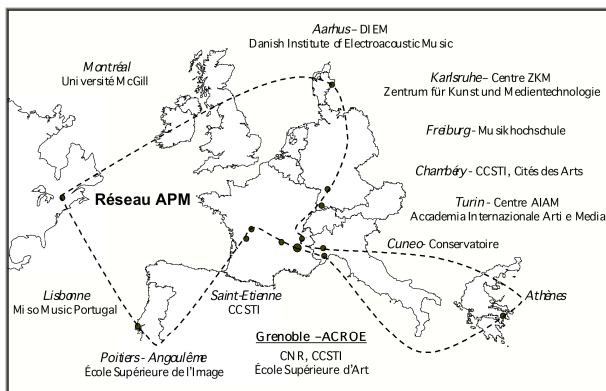 Aarhus – DIEM
Danish Institute of Electroacoustic Music
Montréal
Université McGill
Karlsruhe – Centre ZKM
Zentrum für Kunst und Medientechnologie
Freiburg - Musikhochschule
Chambéry - CCSTI, Cités des Arts
Réseau APM
Turin - Centre AIAM
Accademia Internazionale Arti e Media
Cuneo - Conservatoire
Lisbonne
Miso Music Portugal
Saint-Etienne
CCSTI
Athènes
Grenoble – ACROE
CNR, CCSTI
École Supérieure d'Art
Poitiers - Angoulême
École Supérieure de l'Image